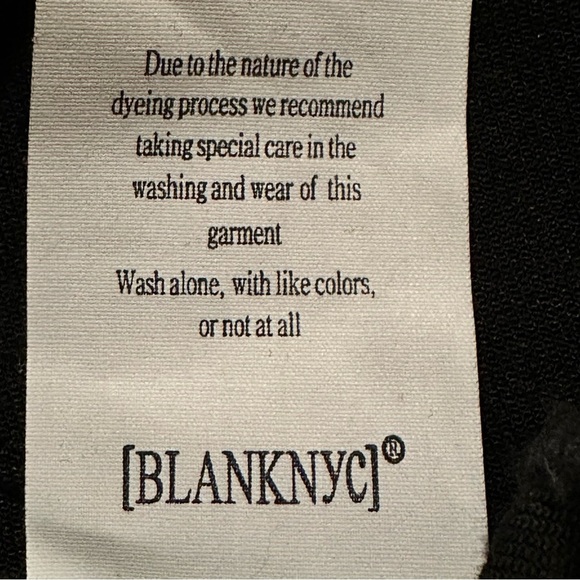 Due to the nature of the
dyeing process we recommend
taking special care in the
washing and wear of this
garment
Wash alone, with like colors,
or not at all
[BLANKNYC]®